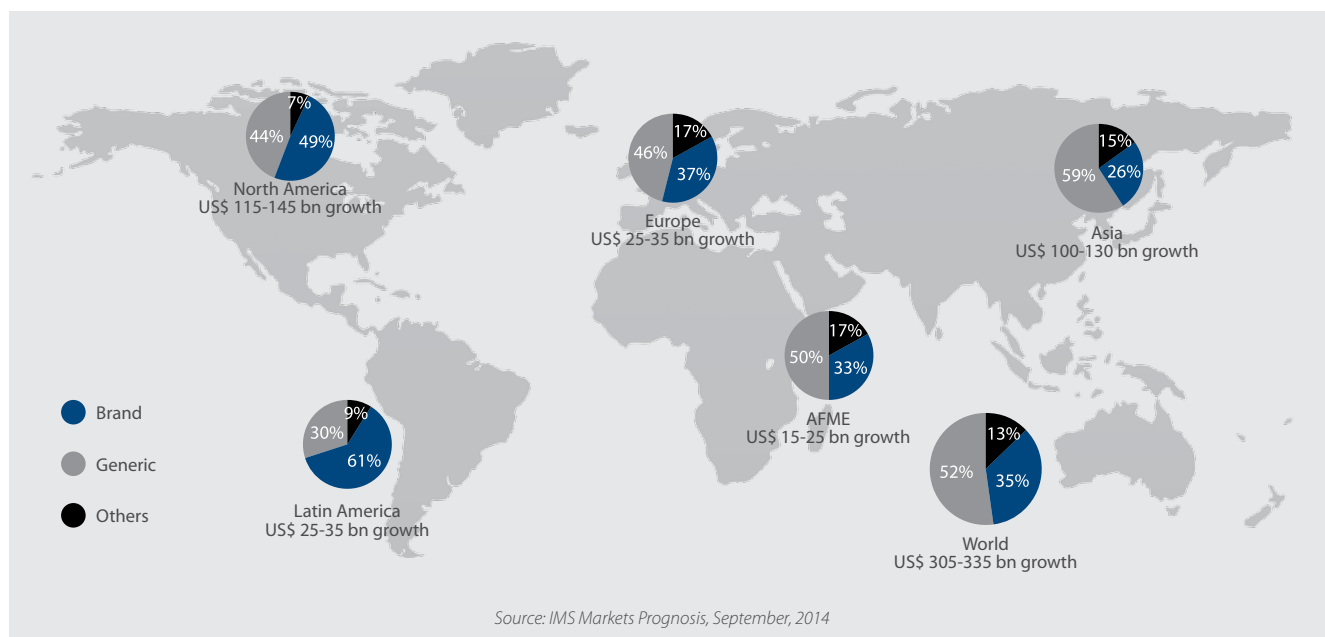 7%
44%
49%
North America
US$ 115-145 bn growth
17%
46%
37%
Europe
US$ 25-35 bn growth
15%
59%
26%
Asia
US$ 100-130 bn growth
17%
50%
33%
AFME
US$ 15-25 bn growth
Brand
Generic
Others
9%
30%
61%
Latin America
US$ 25-35 bn growth
13%
52%
35%
World
US$ 305-335 bn growth
Source: IMS Markets Prognosis, September, 2014